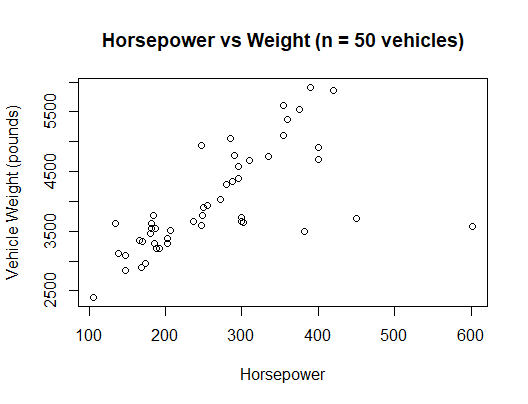 Horsepower vs Weight (n = 50 vehicles)
Vehicle Weight (pounds)
5500
4500
3500
2500
100 200 300 400 500 600
Horsepower